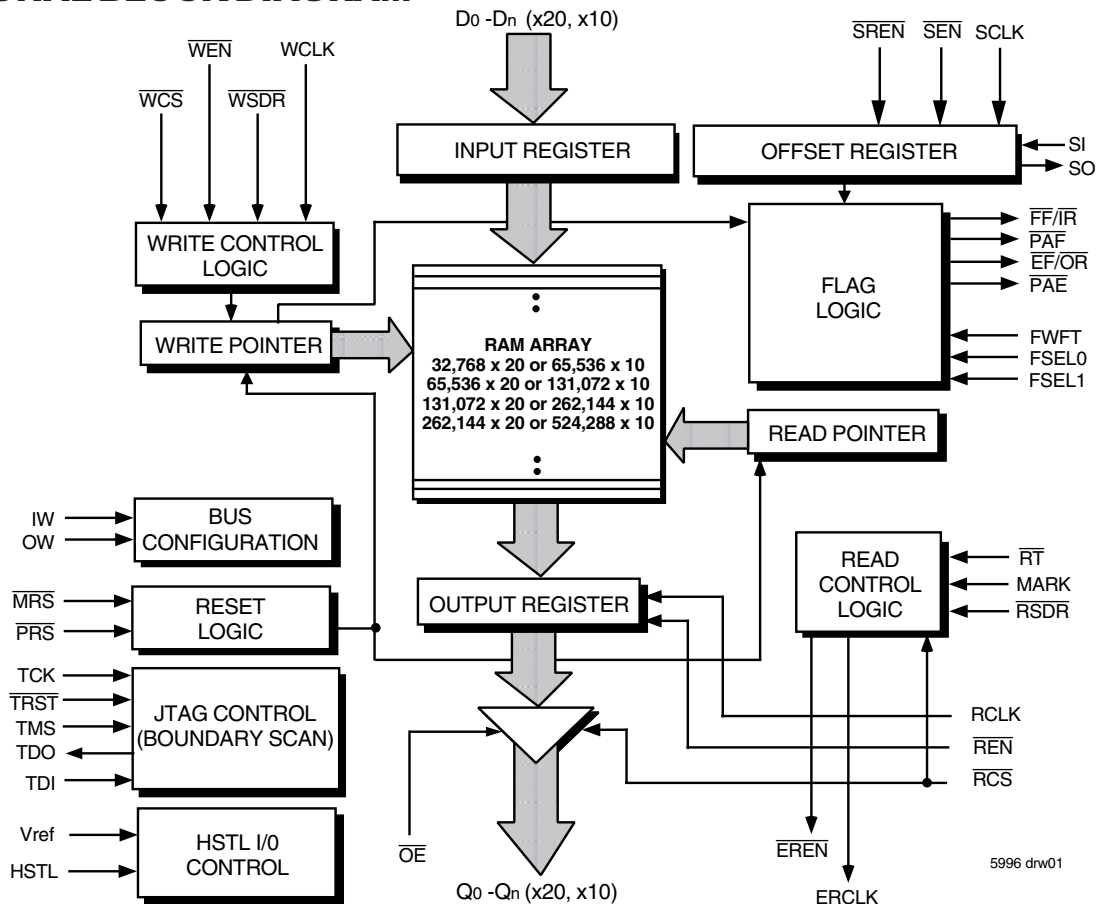 D0 -Dn (x20, x10)
WEN WCLK
WCS WSDR
SREN SEN SCLK
INPUT REGISTER
OFFSET REGISTER
SI
SO
WRITE CONTROL
LOGIC
WRITE POINTER
FLAG
LOGIC
FF/IR
PAF
EF/OR
PAE
FWFT
FSEL0
FSEL1
RAM ARRAY
32,768 x 20 or 65,536 x 10
65,536 x 20 or 131,072 x 10
131,072 x 20 or 262,144 x 10
262,144 x 20 or 524,288 x 10
READ POINTER
IW
OW
BUS
CONFIGURATION
MRS
PRS
RESET
LOGIC
OUTPUT REGISTER
READ
CONTROL
LOGIC
RT
MARK
RSDR
TCK
TRST
TMS
TDO
TDI
JTAG CONTROL
(BOUNDARY SCAN)
RCLK
REN
RCS
Vref
HSTL
HSTL I/0
CONTROL
OE
EREN
ERCLK
Q0 -Qn (x20, x10)
5996 drw01